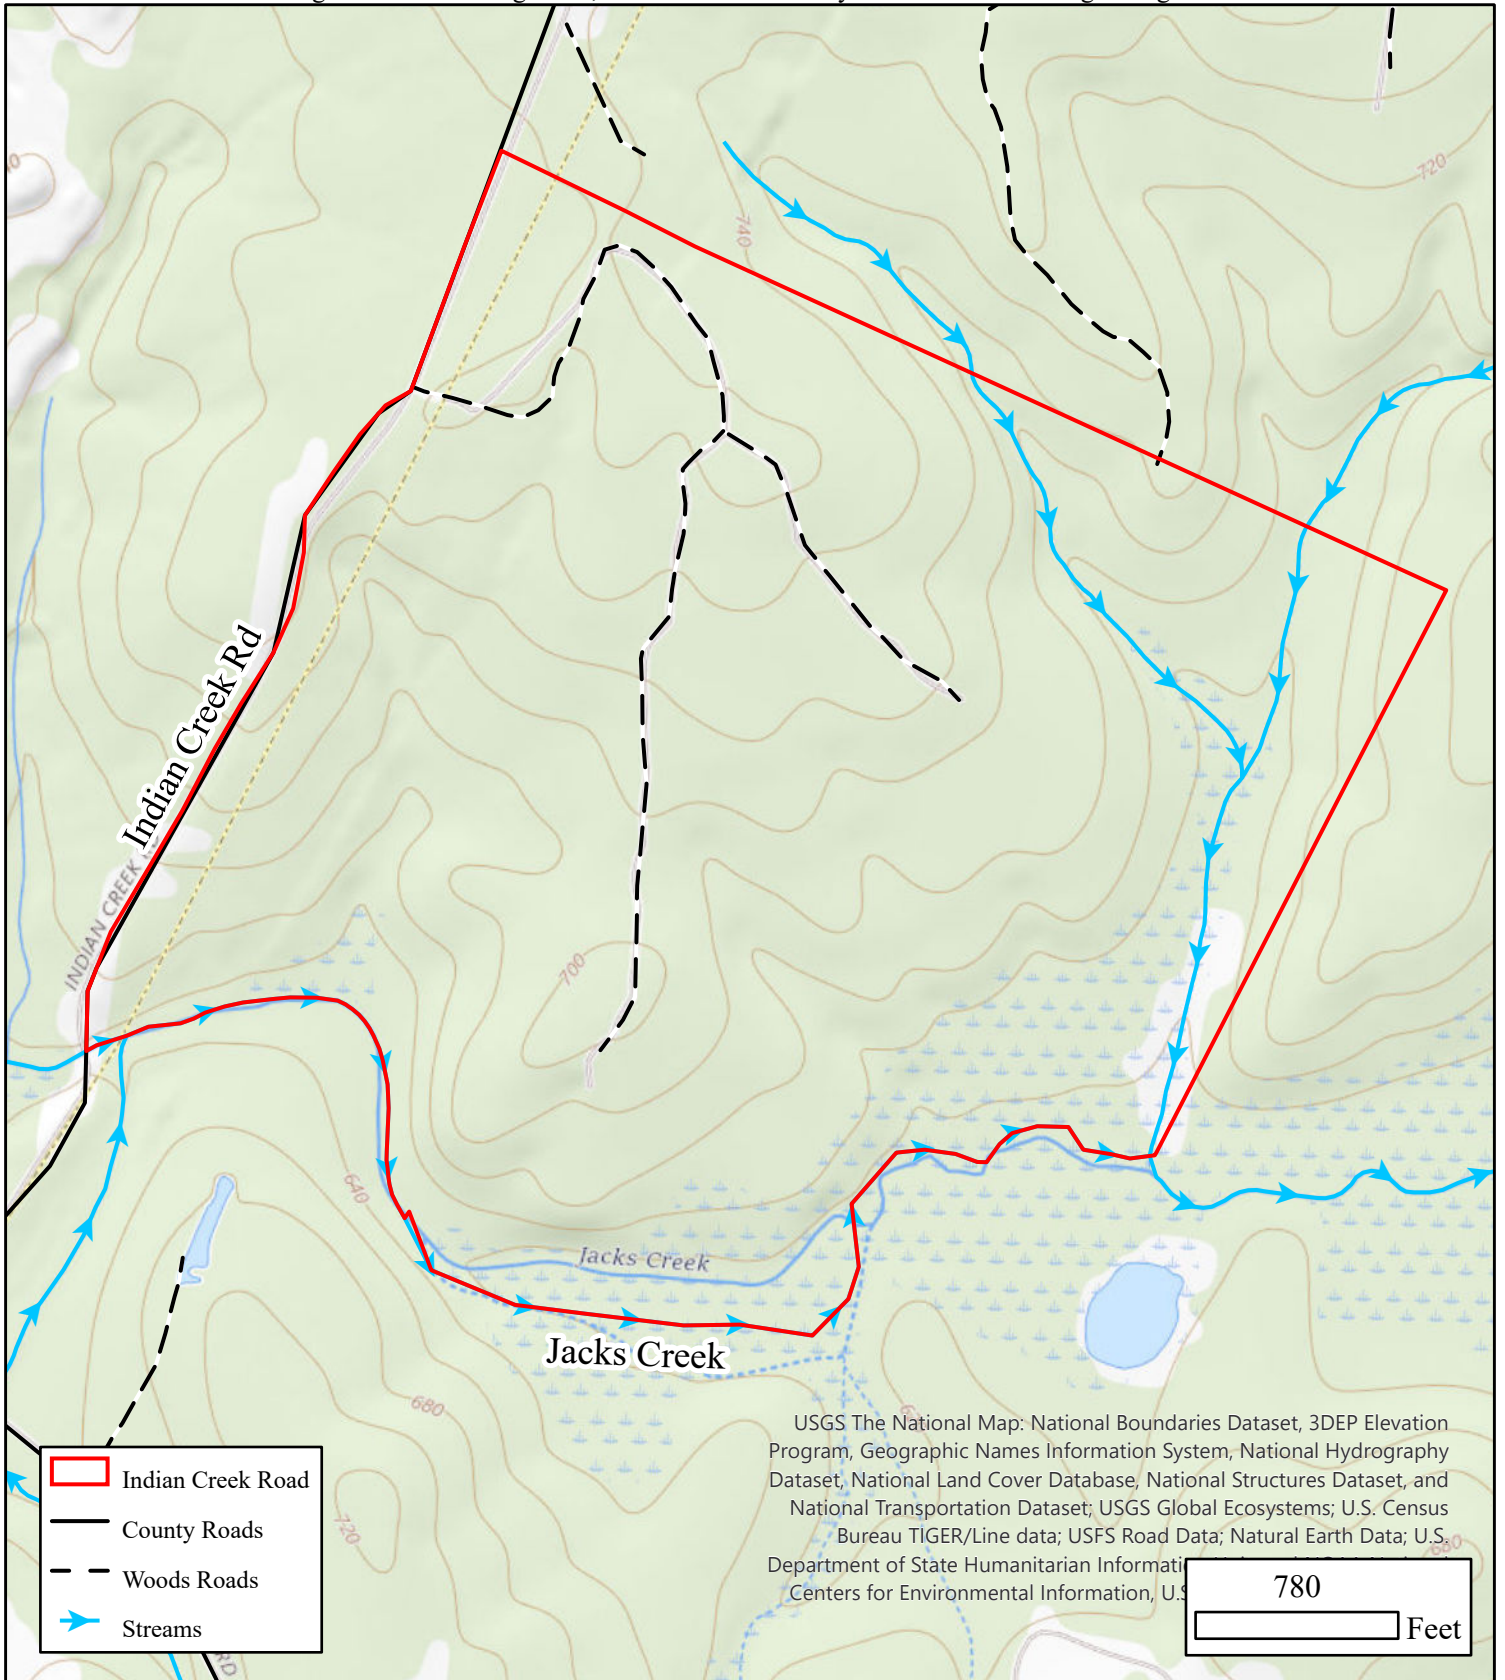 720
740
Indian Creek Rd
INDIAN CREEK
700
640
Jacks Creek
Jacks Creek
680
USGS The National Map: National Boundaries Dataset, 3DEP Elevation
Program, Geographic Names Information System, National Hydrography
Dataset, National Land Cover Database, National Structures Dataset, and
National Transportation Dataset; USGS Global Ecosystems; U.S. Census
Bureau TIGER/Line data; USFS Road Data; Natural Earth Data; U.S.
Department of State Humanitarian
Centers for Environmental Information,
680
720
Indian Creek Road
County Roads
Woods Roads
Streams
780
Feet
RD